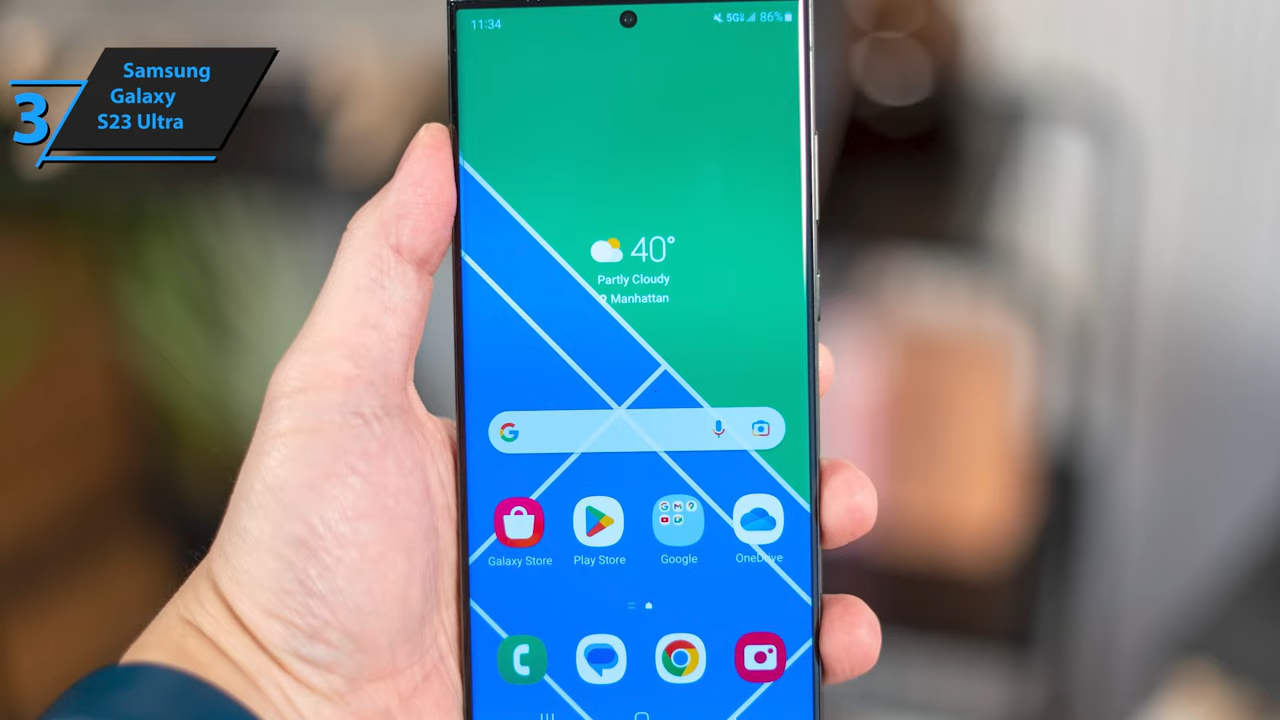 3
Samsung
Galaxy
S23 Ultra
11:34
5G 86%
40°
Partly Cloudy
Manhattan
Galaxy Store
Play Store
Google
OneDrive